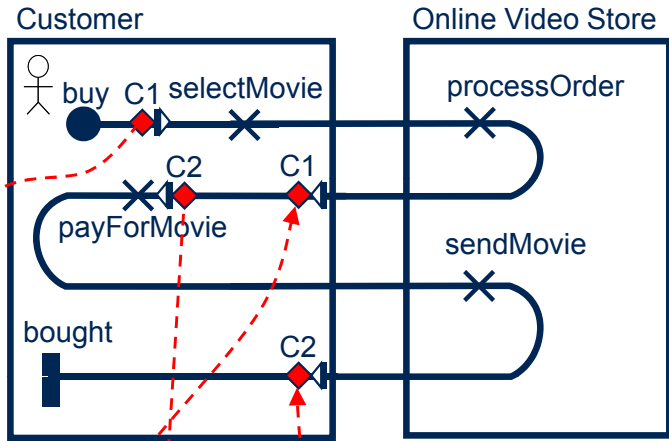 Customer
Online Video Store
buy
C1
selectMovie
processOrder
C2
C1
payForMovie
sendMovie
bought
C2